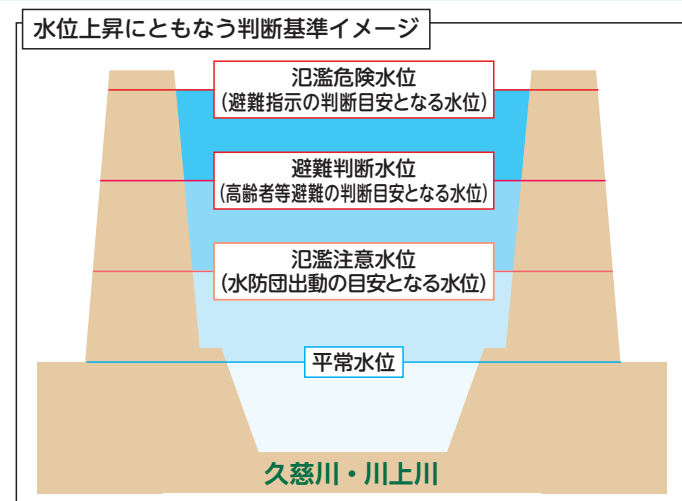 水位上昇にともなう判断基準イメージ
氾濫危険水位
(避難指示の判断目安となる水位)
避難判断水位
(高齢者等避難の判断目安となる水位)
氾濫注意水位
(水防団出動の目安となる水位)
平常水位
久慈川・川上川